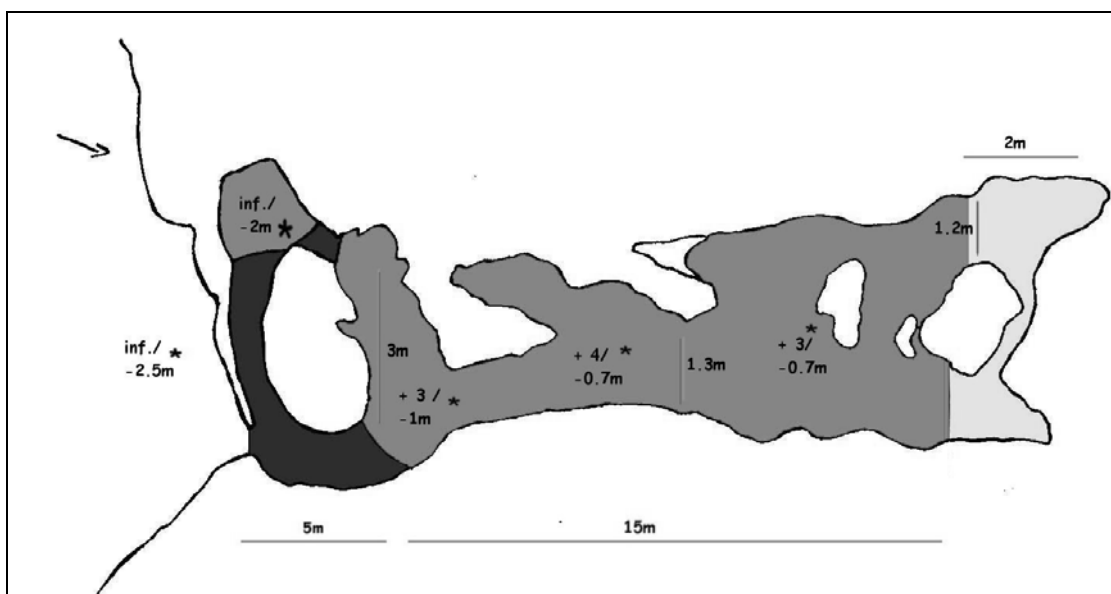 2m
inf./
-2m *
1.2m
inf./ *
-2.5m
3m
+ 4/ *
-0.7m
1.3m
*
+ 3/
-0.7m
+ 3 / *
-1m
5m
15m